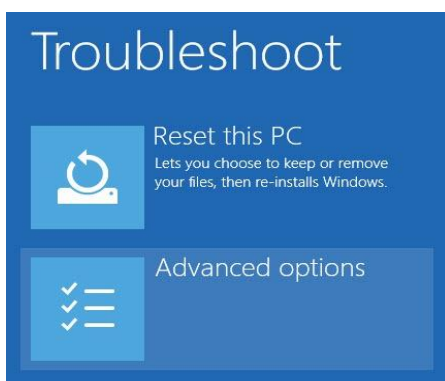 Troubleshoot
Reset this PC
Lets you choose to keep or remove
your files, then re-installs Windows.
Advanced options